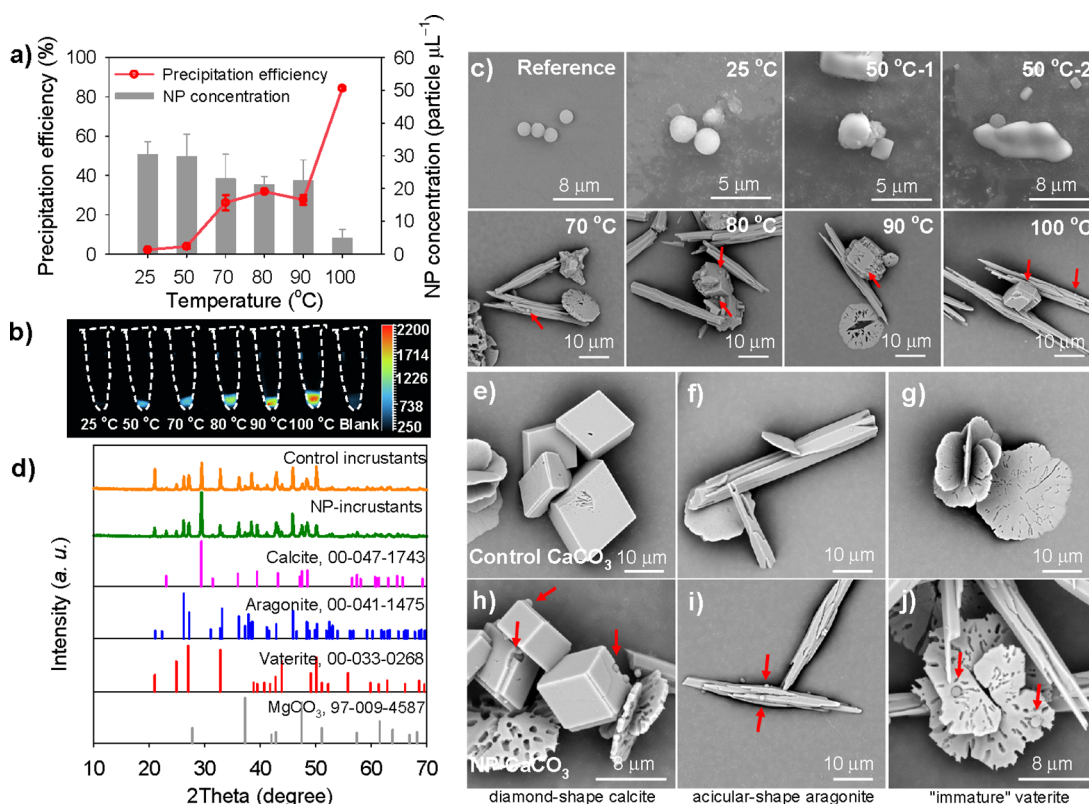 a)
Precipitation efficiency (%)
100
80
60
40
20
0
Precipitation efficiency
NP concentration
60
50
40
30
20
10
0
NP concentration (particle μL⁻¹)
25 50 70 80 90 100
Temperature (°C)
b)
25 °C 50 °C 70 °C 80 °C 90 °C 100 °C Blank
2200
1714
1226
738
250
c)
Reference
8 μm
25 °C
5 μm
50 °C-1
5 μm
50 °C-2
8 μm
70 °C
10 μm
80 °C
10 μm
90 °C
10 μm
100 °C
10 μm
d)
Intensity (a. u.)
Control incrustants
NP-incrustants
Calcite, 00-047-1743
Aragonite, 00-041-1475
Vaterite, 00-033-0268
MgCO₃, 97-009-4587
10 20 30 40 50 60 70
2Theta (degree)
e)
Control CaCO₃
10 μm
f)
10 μm
g)
10 μm
h)
NP-CaCO₃
8 μm
i)
10 μm
j)
8 μm
diamond-shape calcite
acicular-shape aragonite
"immature" vaterite